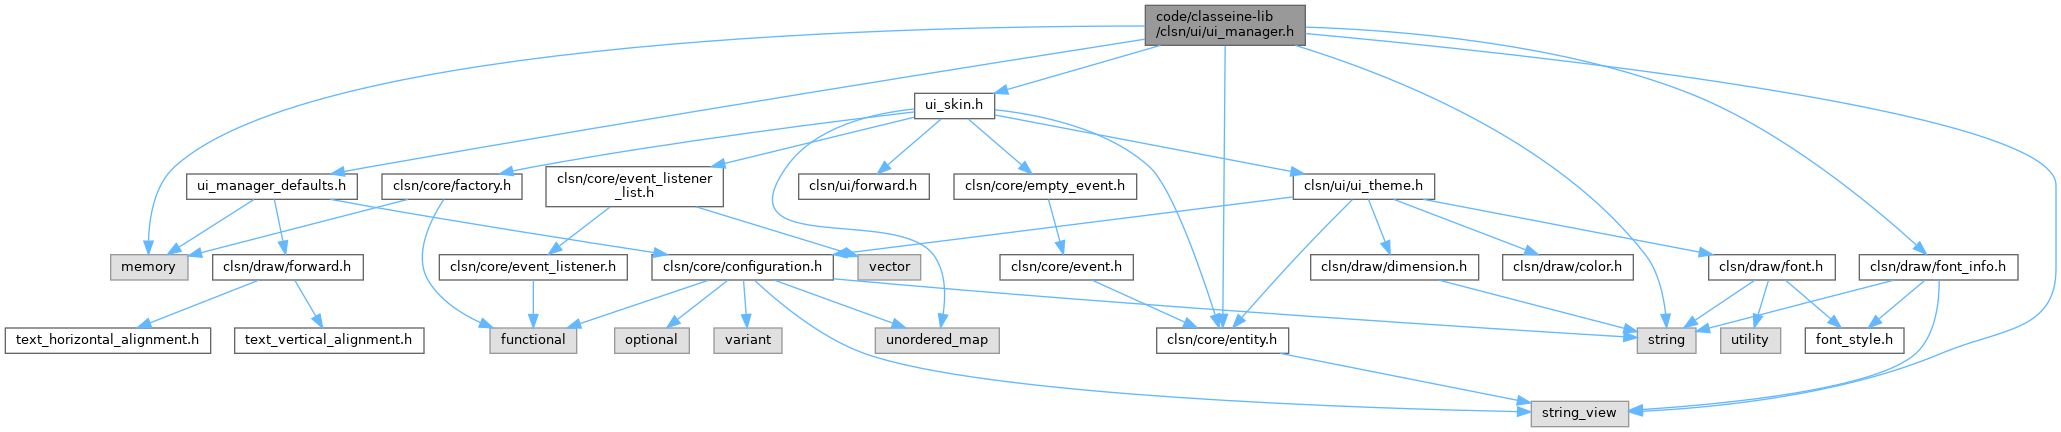 code/classeine-lib
/clsn/ui/ui_manager.h
ui_skin.h
ui_manager_defaults.h
clsn/core/factory.h
clsn/core/event_listener
_list.h
clsn/ui/forward.h
clsn/core/empty_event.h
clsn/ui/ui_theme.h
memory
clsn/draw/forward.h
clsn/core/event_listener.h
clsn/core/configuration.h
vector
clsn/core/event.h
clsn/draw/dimension.h
clsn/draw/color.h
clsn/draw/font.h
clsn/draw/font_info.h
text_horizontal_alignment.h
text_vertical_alignment.h
functional
optional
variant
unordered_map
clsn/core/entity.h
string
utility
font_style.h
string_view